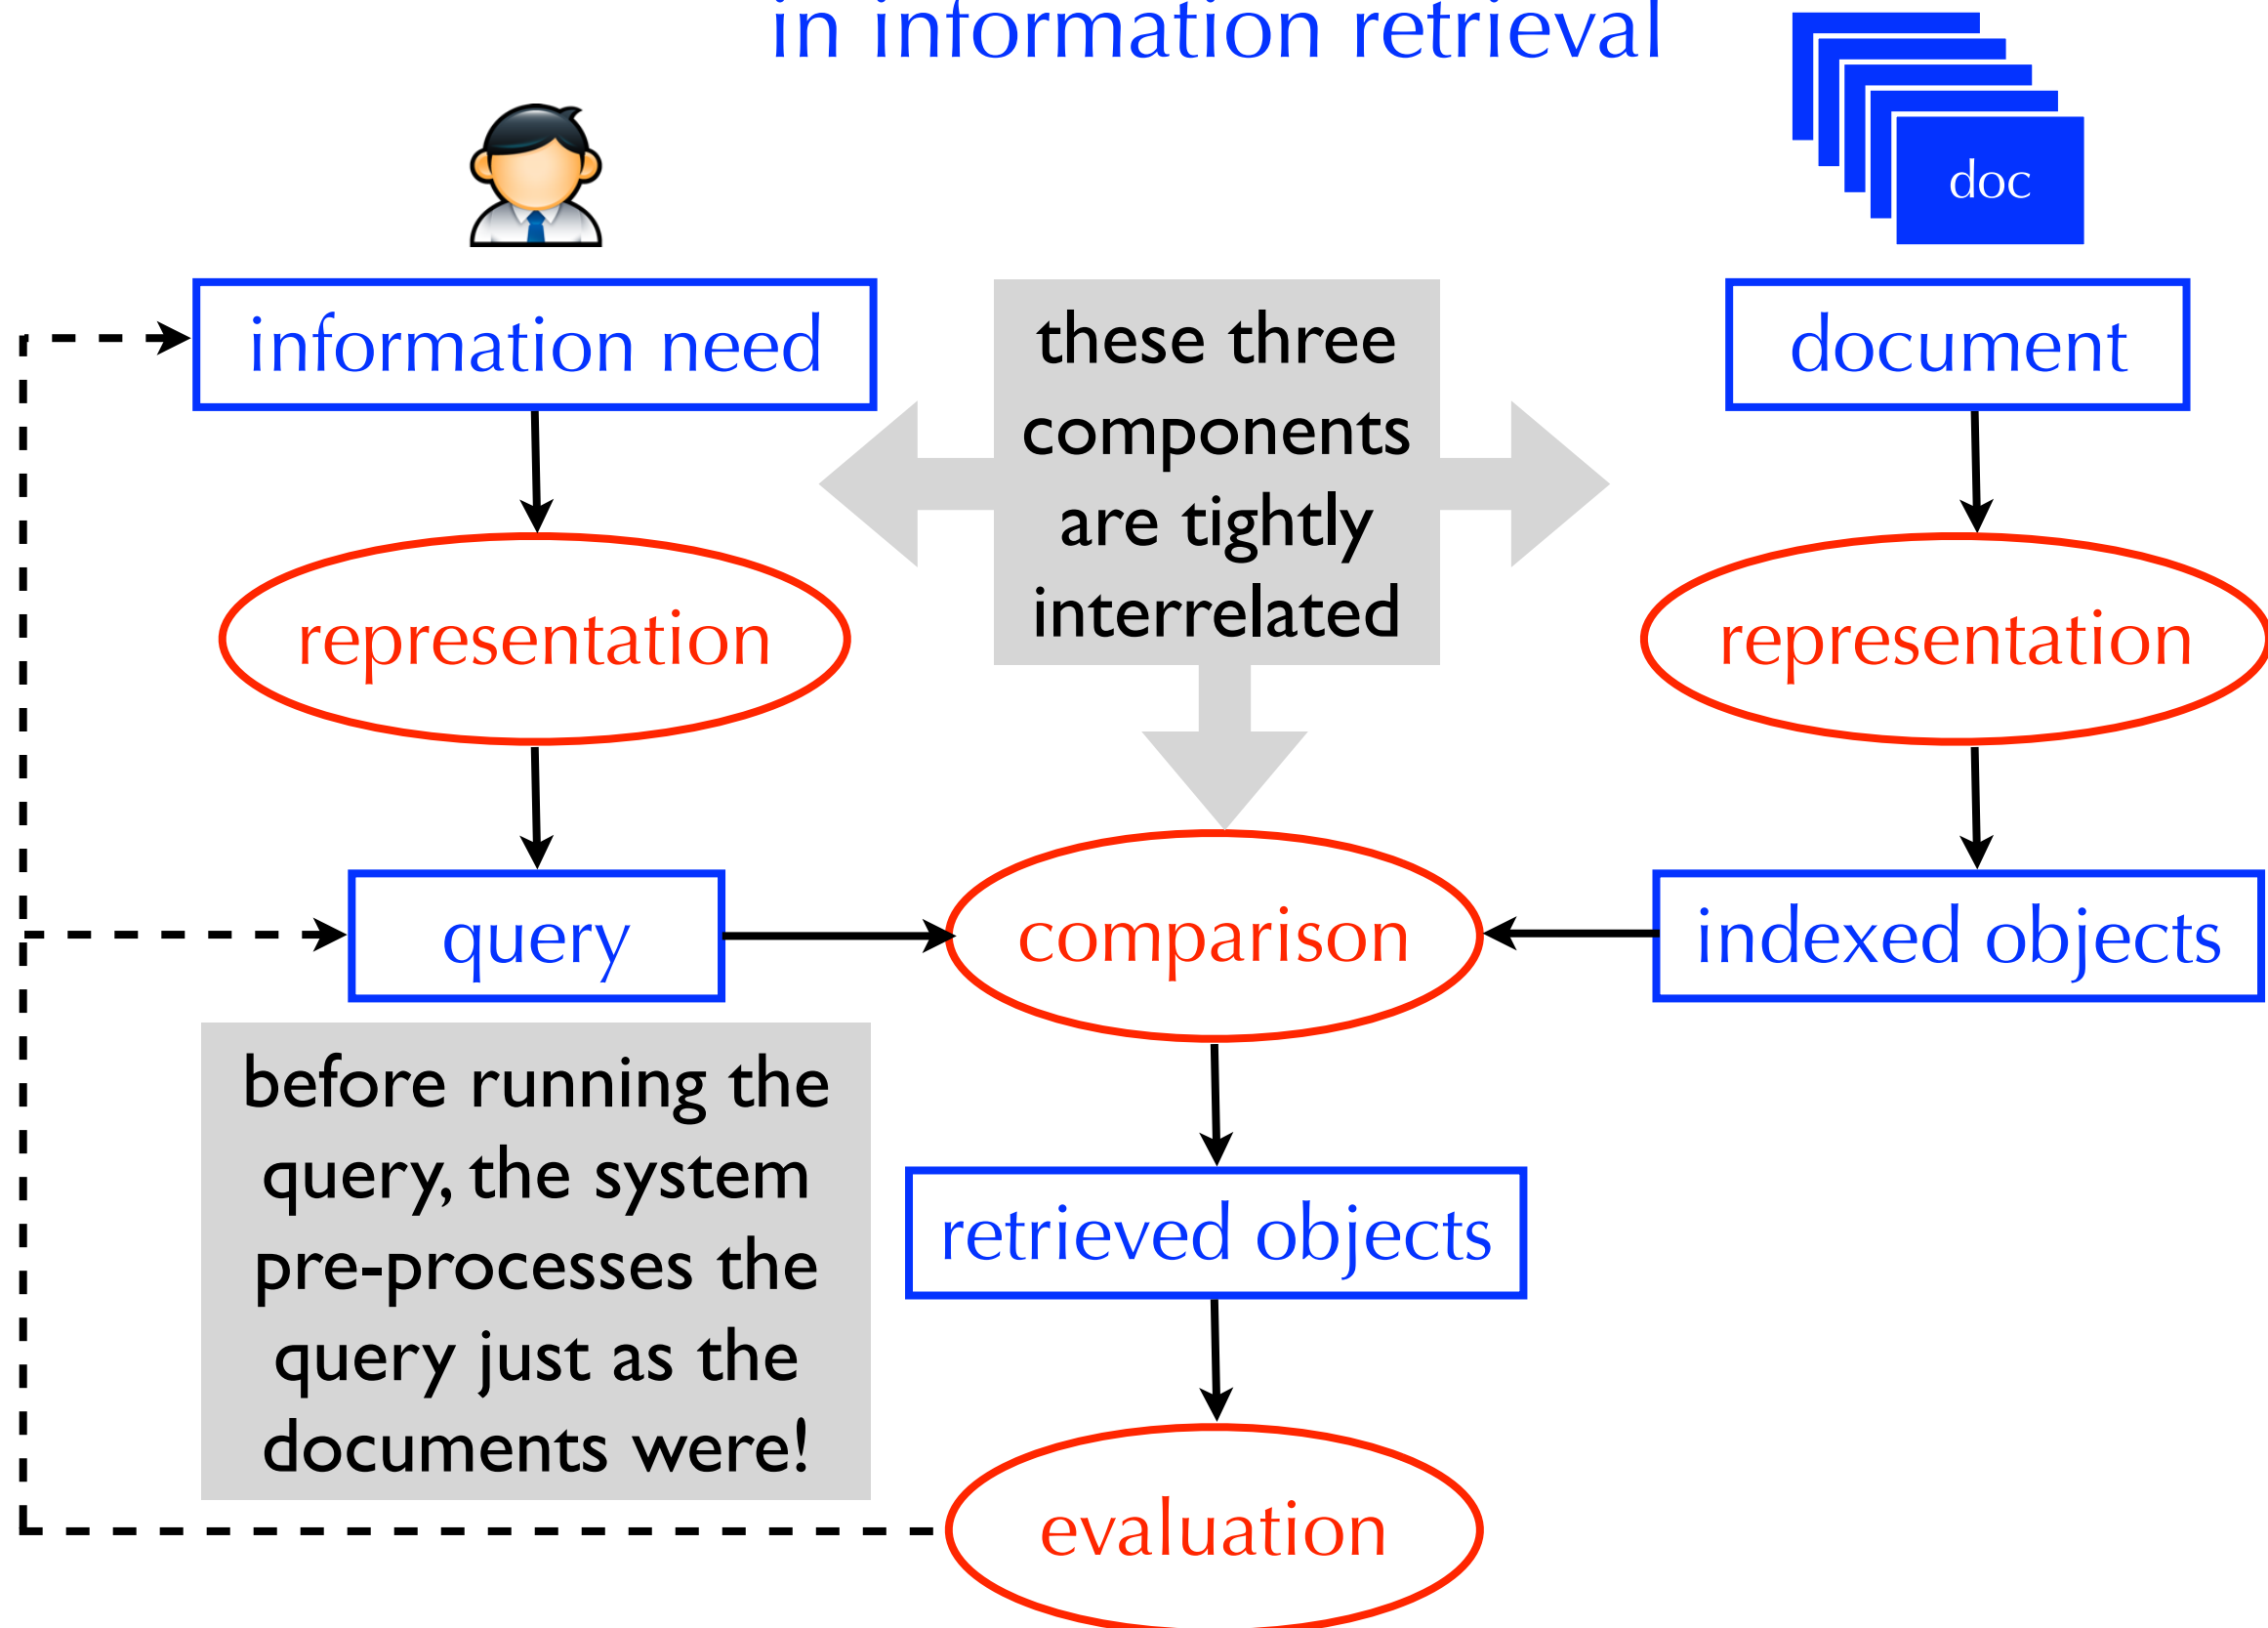 in information retrieval
doc
information need
these three
components
are tightly
interrelated
document
representation
representation
query
comparison
indexed objects
before running the
query, the system
pre-processes the
query just as the
documents were!
retrieved objects
evaluation